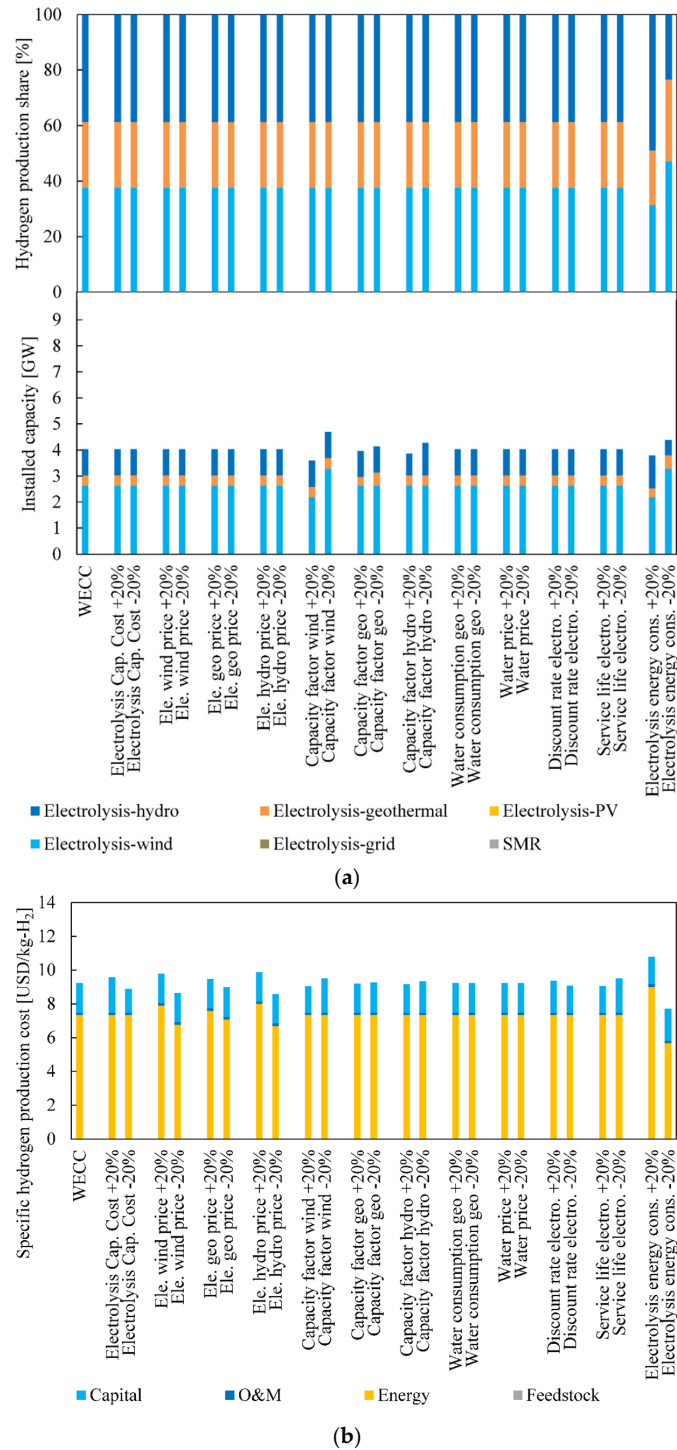 Hydrogen production share [%]
100
80
60
40
20
0
Installed capacity [GW]
9
8
7
6
5
4
3
2
1
0
WECC
Electrolysis Cap. Cost +20%
Electrolysis Cap. Cost -20%
Ele. wind price +20%
Ele. wind price -20%
Ele. geo price +20%
Ele. geo price -20%
Ele. hydro price +20%
Ele. hydro price -20%
Capacity factor wind +20%
Capacity factor wind -20%
Capacity factor geo +20%
Capacity factor geo -20%
Capacity factor hydro +20%
Capacity factor hydro -20%
Water consumption geo +20%
Water consumption geo -20%
Water price +20%
Water price -20%
Discount rate electro. +20%
Discount rate electro. -20%
Service life electro. +20%
Service life electro. -20%
Electrolysis energy cons. +20%
Electrolysis energy cons. -20%
Electrolysis-hydro Electrolysis-geothermal Electrolysis-PV
Electrolysis-wind Electrolysis-grid SMR
(a)
Specific hydrogen production cost [USD/kg-H₂]
14
12
10
8
6
4
2
0
WECC
Electrolysis Cap. Cost +20%
Electrolysis Cap. Cost -20%
Ele. wind price +20%
Ele. wind price -20%
Ele. geo price +20%
Ele. geo price -20%
Ele. hydro price +20%
Ele. hydro price -20%
Capacity factor wind +20%
Capacity factor wind -20%
Capacity factor geo +20%
Capacity factor geo -20%
Capacity factor hydro +20%
Capacity factor hydro -20%
Water consumption geo +20%
Water consumption geo -20%
Water price +20%
Water price -20%
Discount rate electro. +20%
Discount rate electro. -20%
Service life electro. +20%
Service life electro. -20%
Electrolysis energy cons. +20%
Electrolysis energy cons. -20%
Capital O&M Energy Feedstock
(b)